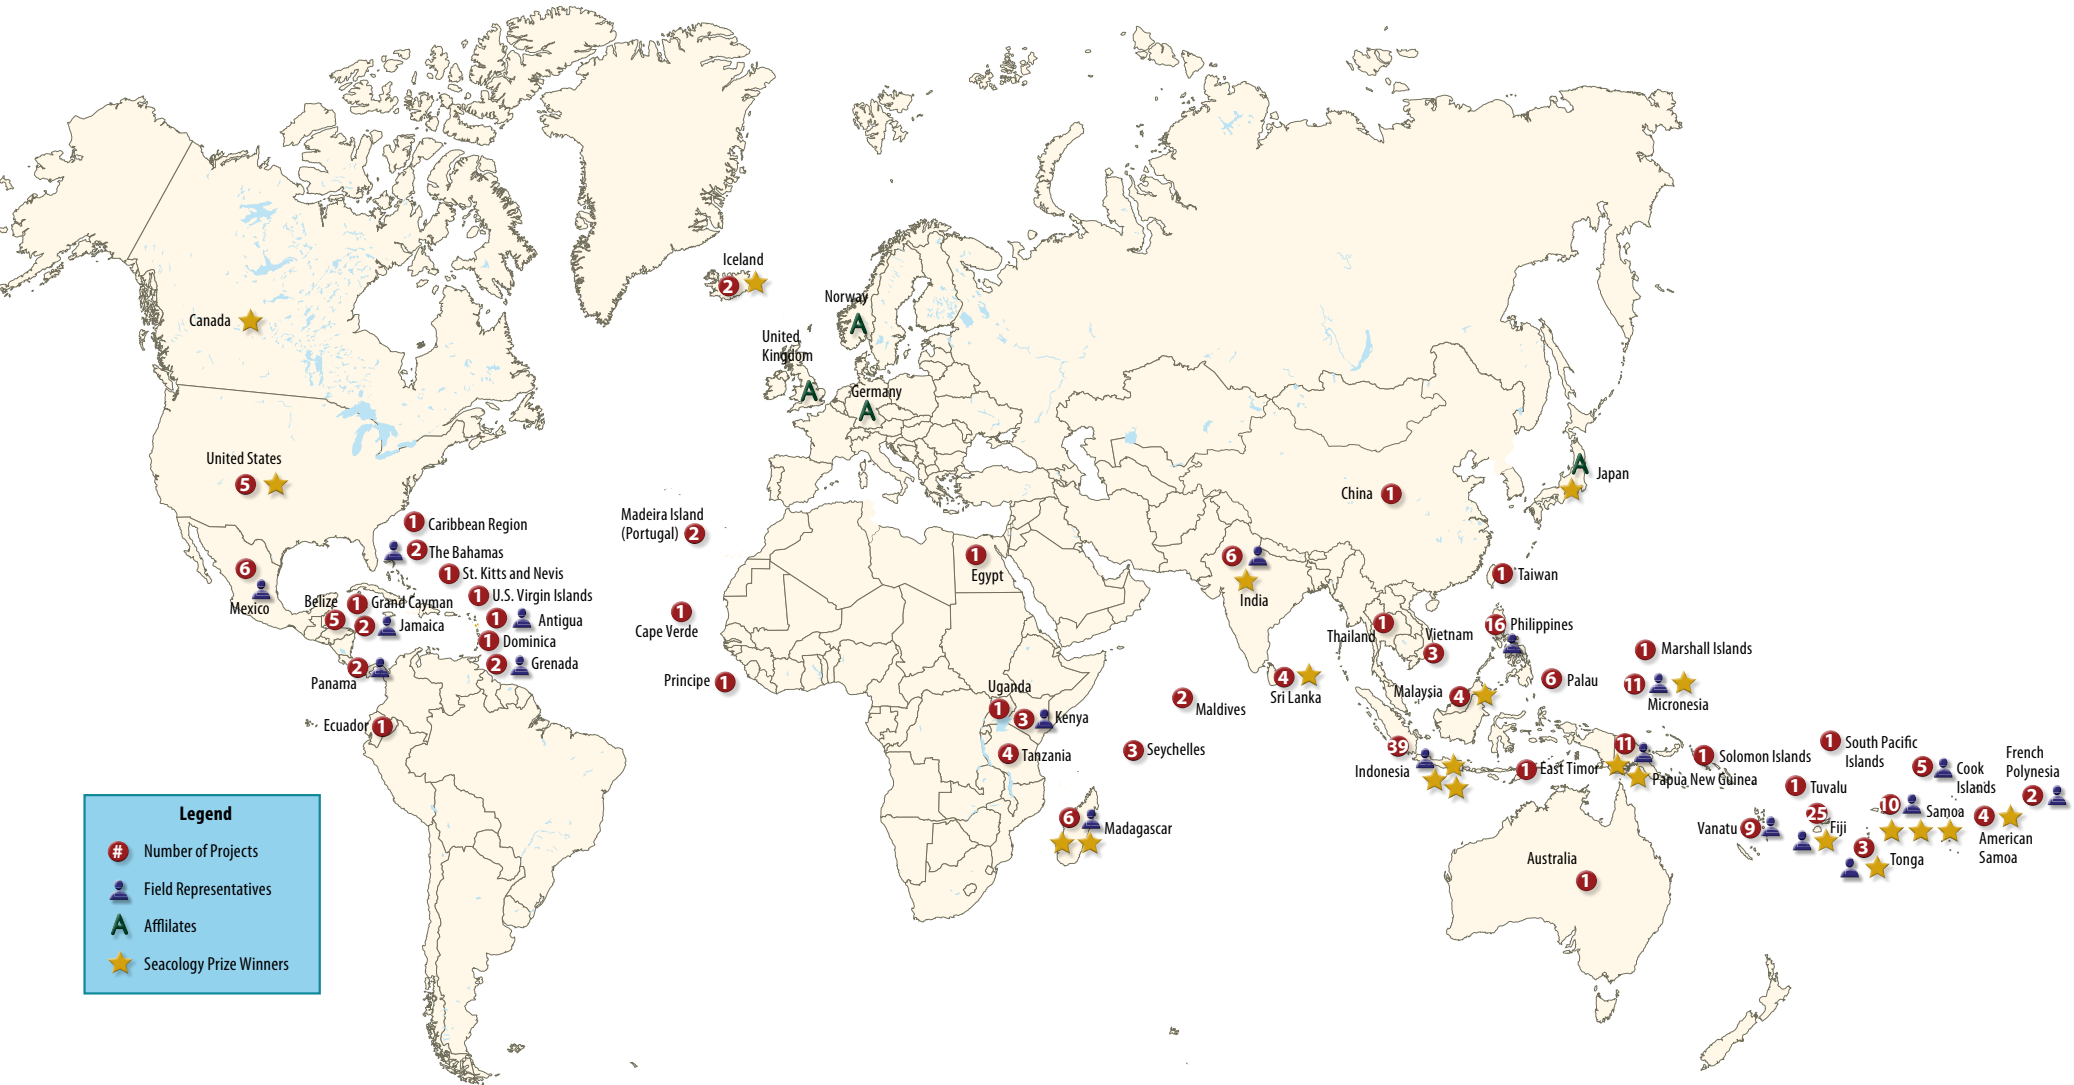 Iceland
2
Norway
A
United
Kingdom
A
Germany
A
Canada
United States
5
A
Japan
China
1
1
Caribbean Region
2
The Bahamas
1
St. Kitts and Nevis
6
Mexico
Belize
5
1
Grand Cayman
2
Jamaica
1
U.S. Virgin Islands
1
Antigua
1
Dominica
2
Grenada
2
Panama
Ecuador
1
Madeira Island
(Portugal)
2
1
Cape Verde
Principe
1
1
Egypt
Uganda
1
3
Kenya
4
Tanzania
3
Seychelles
2
Maldives
6
Madagascar
6
India
4
Sri Lanka
1
Taiwan
Thailand
1
Vietnam
3
16
Philippines
Malaysia
4
6
Palau
1
Marshall Islands
11
Micronesia
39
Indonesia
1
East Timor
11
Papua New Guinea
1
Solomon Islands
1
South Pacific
Islands
5
Cook
Islands
French
Polynesia
2
1
Tuvalu
Vanatu
9
25
Fiji
10
Samoa
4
American
Samoa
3
Tonga
Australia
1
Legend
#
Number of Projects
Field Representatives
A
Afflilates
Seacology Prize Winners